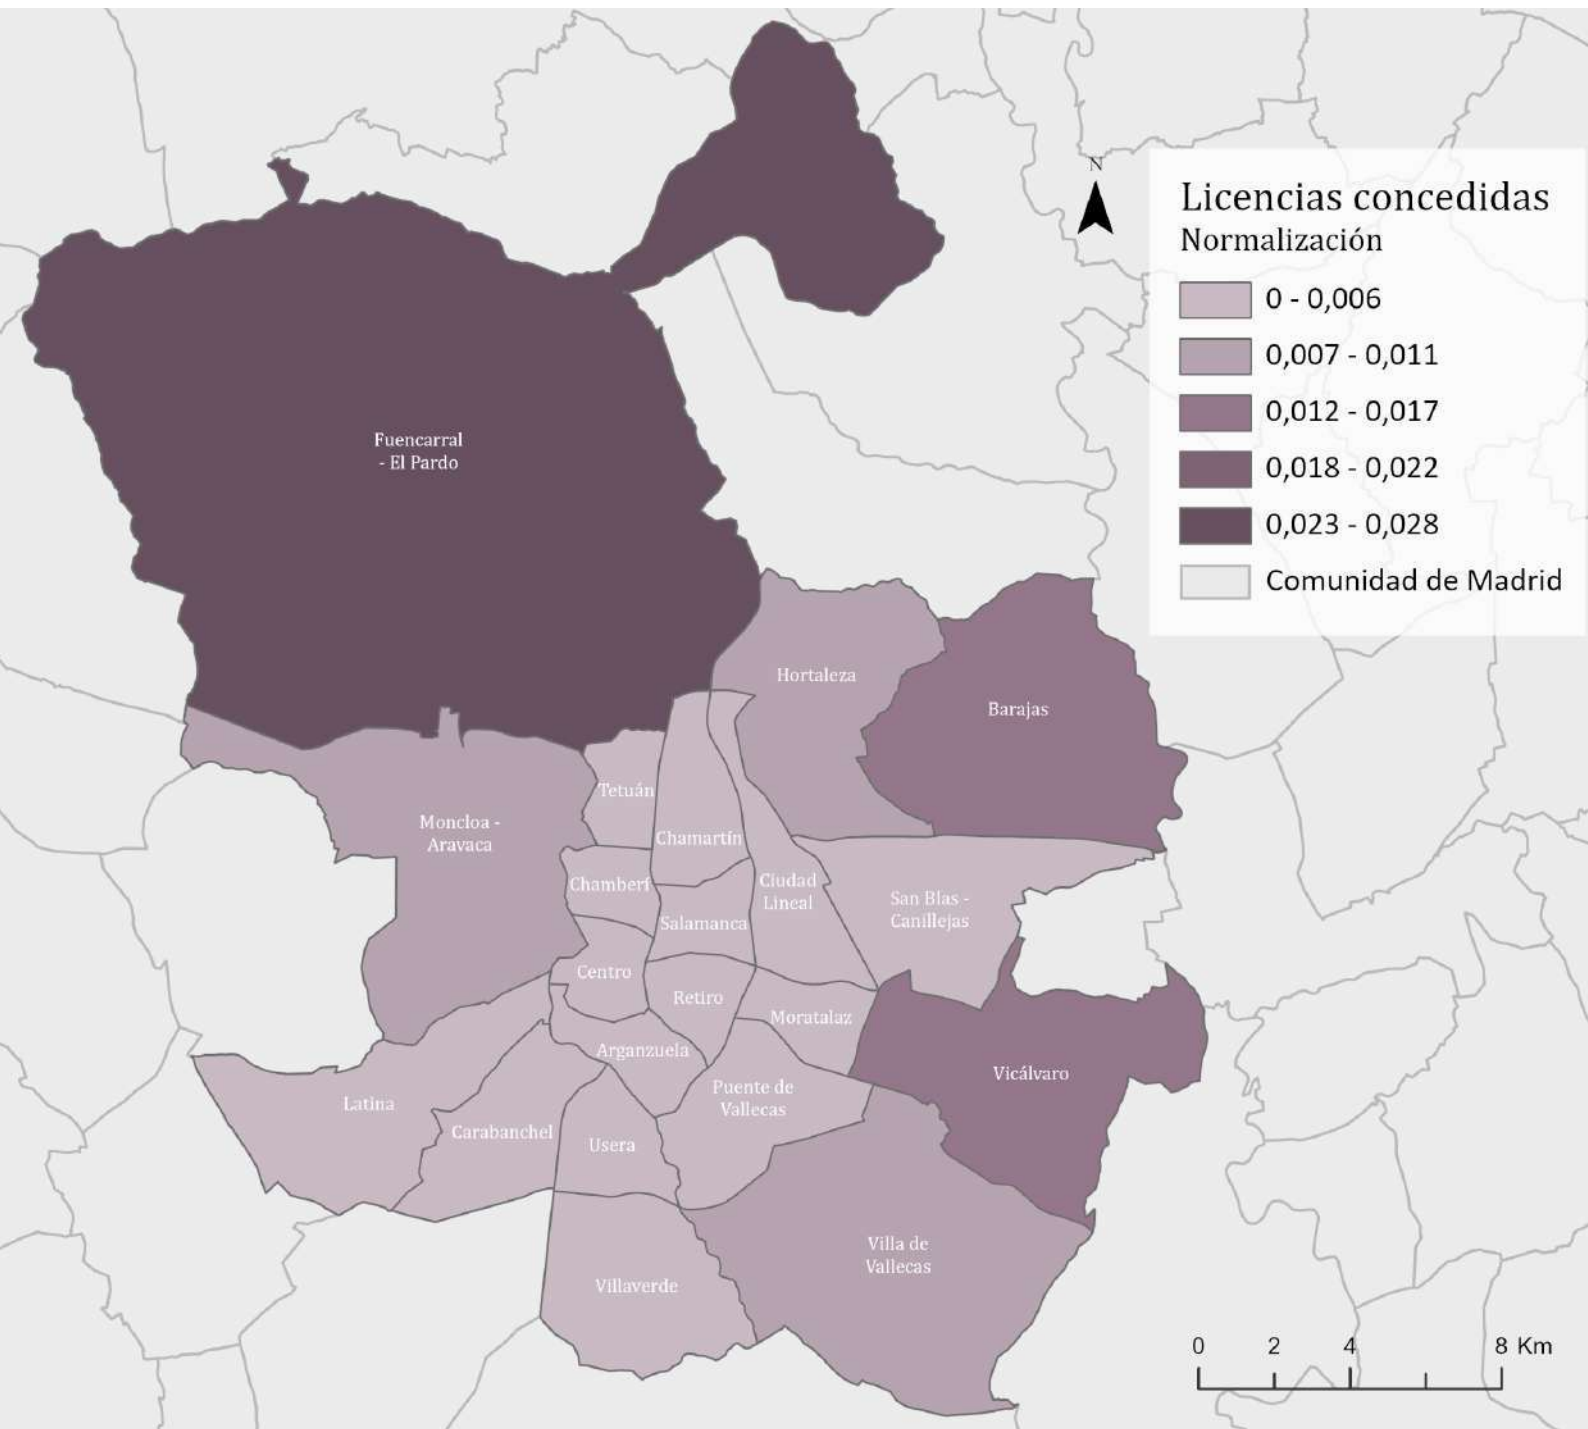 N
Licencias concedidas
Normalización
0 - 0,006
0,007 - 0,011
0,012 - 0,017
0,018 - 0,022
0,023 - 0,028
Comunidad de Madrid
Fuencarral
- El Pardo
Hortaleza
Barajas
Tetuán
Moncloa -
Aravaca
Chamartín
Chamberí
Ciudad
Lineal
San Blas -
Canillejas
Salamanca
Centro
Retiro
Moratalaz
Arganzuela
Vicálvaro
Puente de
Vallecas
Latina
Carabanchel
Usera
Villa de
Vallecas
Villaverde
0 2 4 8 Km